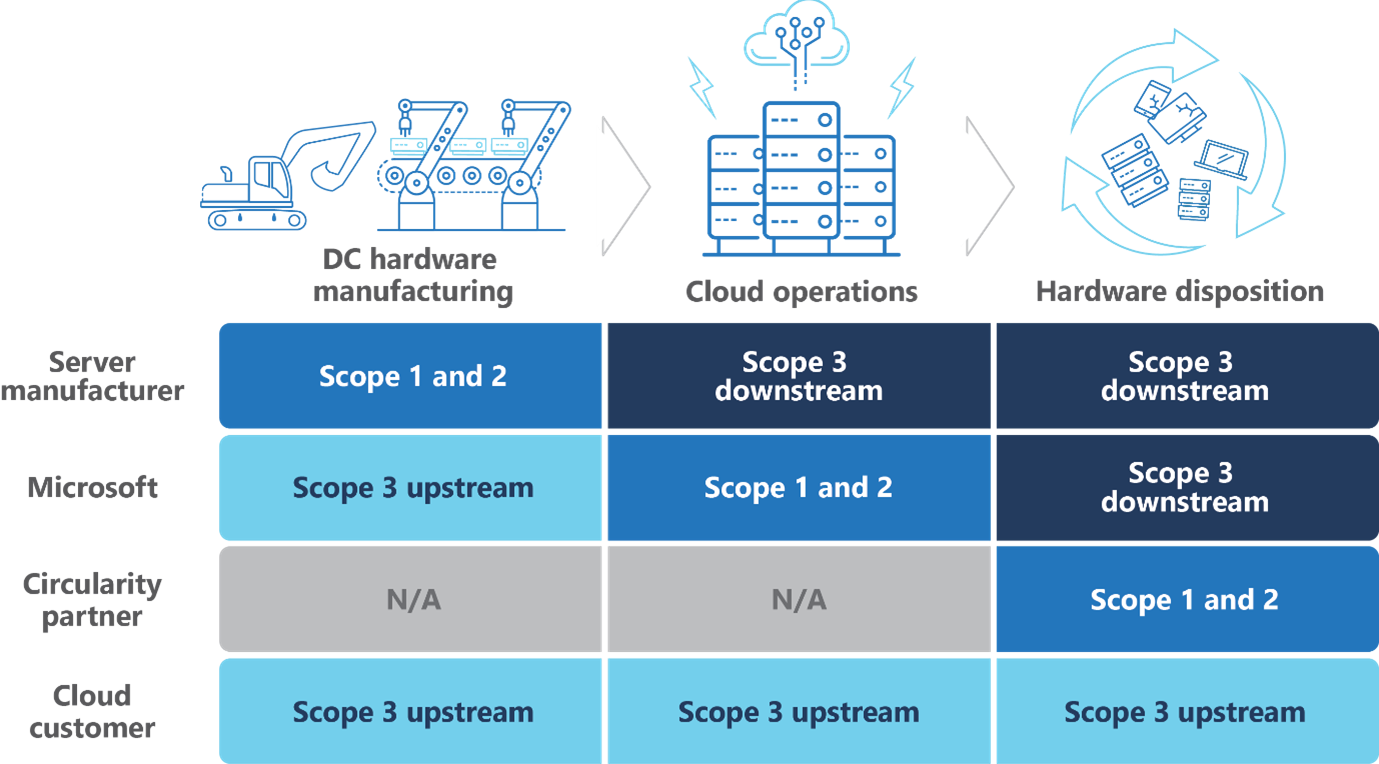 DC hardware
manufacturing
Cloud operations
Hardware disposition
Server
manufacturer
Scope 1 and 2
Scope 3
downstream
Scope 3
downstream
Microsoft
Scope 3 upstream
Scope 1 and 2
Scope 3
downstream
Circularity
partner
N/A
N/A
Scope 1 and 2
Cloud
customer
Scope 3 upstream
Scope 3 upstream
Scope 3 upstream